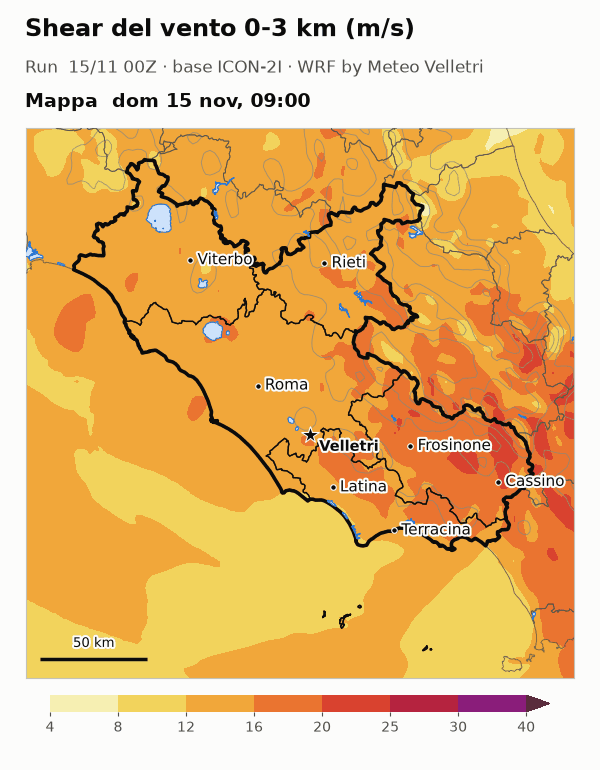 Shear del vento 0-3 km (m/s)
Run  15/11 00Z · base ICON-2I · WRF by Meteo Velletri
Mappa  dom 15 nov, 09:00
Viterbo
Rieti
Roma
Velletri
Frosinone
Cassino
Latina
Terracina
50 km
4 8 12 16 20 25 30 40